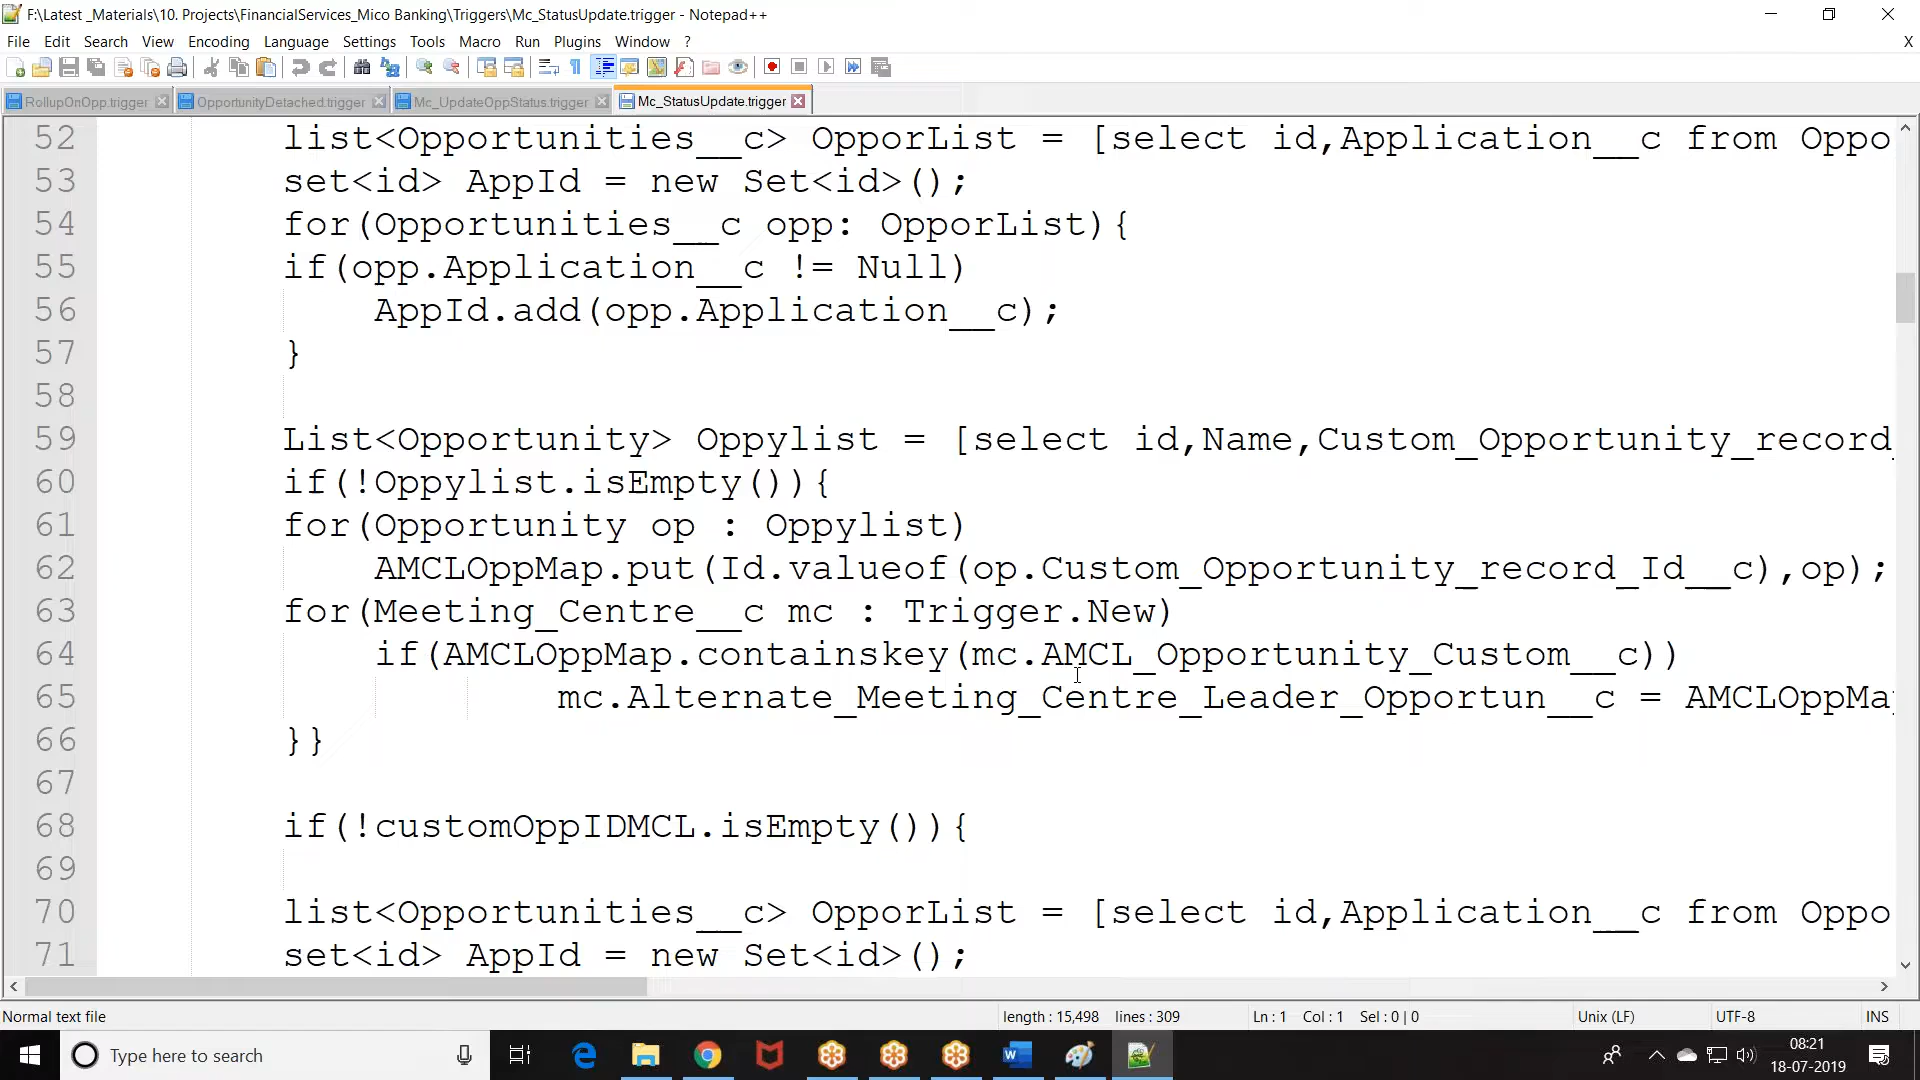 F:\Latest _Materials\10. Projects\FinancialServices_Mico Banking\Triggers\Mc_StatusUpdate.trigger - Notepad++
File Edit Search View Encoding Language Settings Tools Macro Run Plugins Window ? X
RollupOnOpp.trigger OpportunityDetached.trigger Mc_UpdateOppStatus.trigger Mc_StatusUpdate.trigger
52 list<Opportunities__c> OpporList = [select id,Application__c from Oppo
53 set<id> AppId = new Set<id>();
54 for(Opportunities__c opp: OpporList){
55 if(opp.Application__c != Null)
56 AppId.add(opp.Application__c);
57 }
58
59 List<Opportunity> Oppylist = [select id,Name,Custom_Opportunity_record_
60 if(!Oppylist.isEmpty()){
61 for(Opportunity op : Oppylist)
62 AMCLOppMap.put(Id.valueof(op.Custom_Opportunity_record_Id__c),op);
63 for(Meeting_Centre__c mc : Trigger.New)
64 if(AMCLOppMap.containskey(mc.AMCL_Opportunity_Custom__c))
65 mc.Alternate_Meeting_Centre_Leader_Opportun__c = AMCLOppMa
66 }}
67
68 if(!customOppIDMCL.isEmpty()){
69
70 list<Opportunities__c> OpporList = [select id,Application__c from Oppo
71 set<id> AppId = new Set<id>();
Normal text file length : 15,498 lines : 309 Ln : 1 Col : 1 Sel : 0 | 0 Unix (LF) UTF-8 INS
Type here to search
08:21
18-07-2019